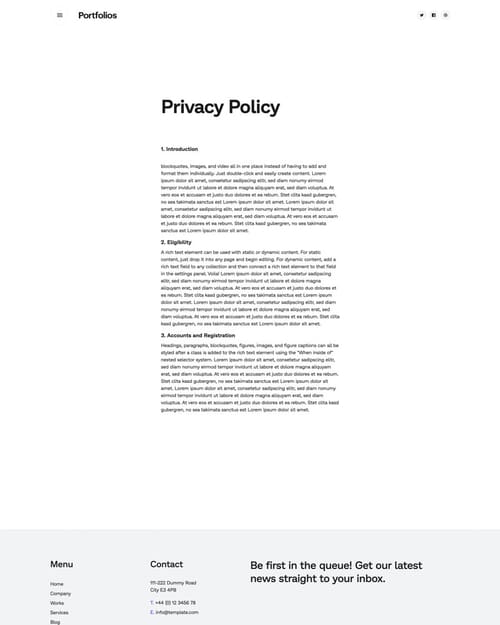 Portfolios
Privacy Policy
1. Introduction
blockquotes, images, and video all in one place instead of having to add and
format them individually. Just double-click and easily create content. Lorem
ipsum dolor sit amet, consetetur sadipscing elitr, sed diam nonumy eirmod
tempor invidunt ut labore et dolore magna aliquyam erat, sed diam voluptua. At
vero eos et accusam et justo duo dolores et ea rebum. Stet clita kasd gubergren,
no sea takimata sanctus est Lorem ipsum dolor sit amet. Lorem ipsum dolor sit
amet, consetetur sadipscing elitr, sed diam nonumy eirmod tempor invidunt ut
labore et dolore magna aliquyam erat, sed diam voluptua. At vero eos et accusam
et justo duo dolores et ea rebum. Stet clita kasd gubergren, no sea takimata
sanctus est Lorem ipsum dolor sit amet.
2. Eligibility
A rich text element can be used with static or dynamic content. For static
content, just drop it into any page and begin editing. For dynamic content, add a
rich text field to any collection and then connect a rich text element to that field
in the settings panel. Voila! Lorem ipsum dolor sit amet, consetetur sadipscing
elitr, sed diam nonumy eirmod tempor invidunt ut labore et dolore magna
aliquyam erat, sed diam voluptua. At vero eos et accusam et justo duo dolores et
ea rebum. Stet clita kasd gubergren, no sea takimata sanctus est Lorem ipsum
dolor sit amet. Lorem ipsum dolor sit amet, consetetur sadipscing elitr, sed diam
nonumy eirmod tempor invidunt ut labore et dolore magna aliquyam erat, sed
diam voluptua. At vero eos et accusam et justo duo dolores et ea rebum. Stet clita
kasd gubergren, no sea takimata sanctus est Lorem ipsum dolor sit amet.
3. Accounts and Registration
Headings, paragraphs, blockquotes, figures, images, and figure captions can all be
styled after a class is added to the rich text element using the "When inside of"
nested selector system. Lorem ipsum dolor sit amet, consetetur sadipscing elitr,
sed diam nonumy eirmod tempor invidunt ut labore et dolore magna aliquyam
erat, sed diam voluptua. At vero eos et accusam et justo duo dolores et ea rebum.
Stet clita kasd gubergren, no sea takimata sanctus est Lorem ipsum dolor sit
amet. Lorem ipsum dolor sit amet, consetetur sadipscing elitr, sed diam nonumy
eirmod tempor invidunt ut labore et dolore magna aliquyam erat, sed diam
voluptua. At vero eos et accusam et justo duo dolores et ea rebum. Stet clita kasd
gubergren, no sea takimata sanctus est Lorem ipsum dolor sit amet.
Menu
Home
Company
Works
Services
Blog
Contact
111-222 Dummy Road
City E3 4P8
T. +44 (0) 12 3456 78
E. info@template.com
Be first in the queue! Get our latest
news straight to your inbox.